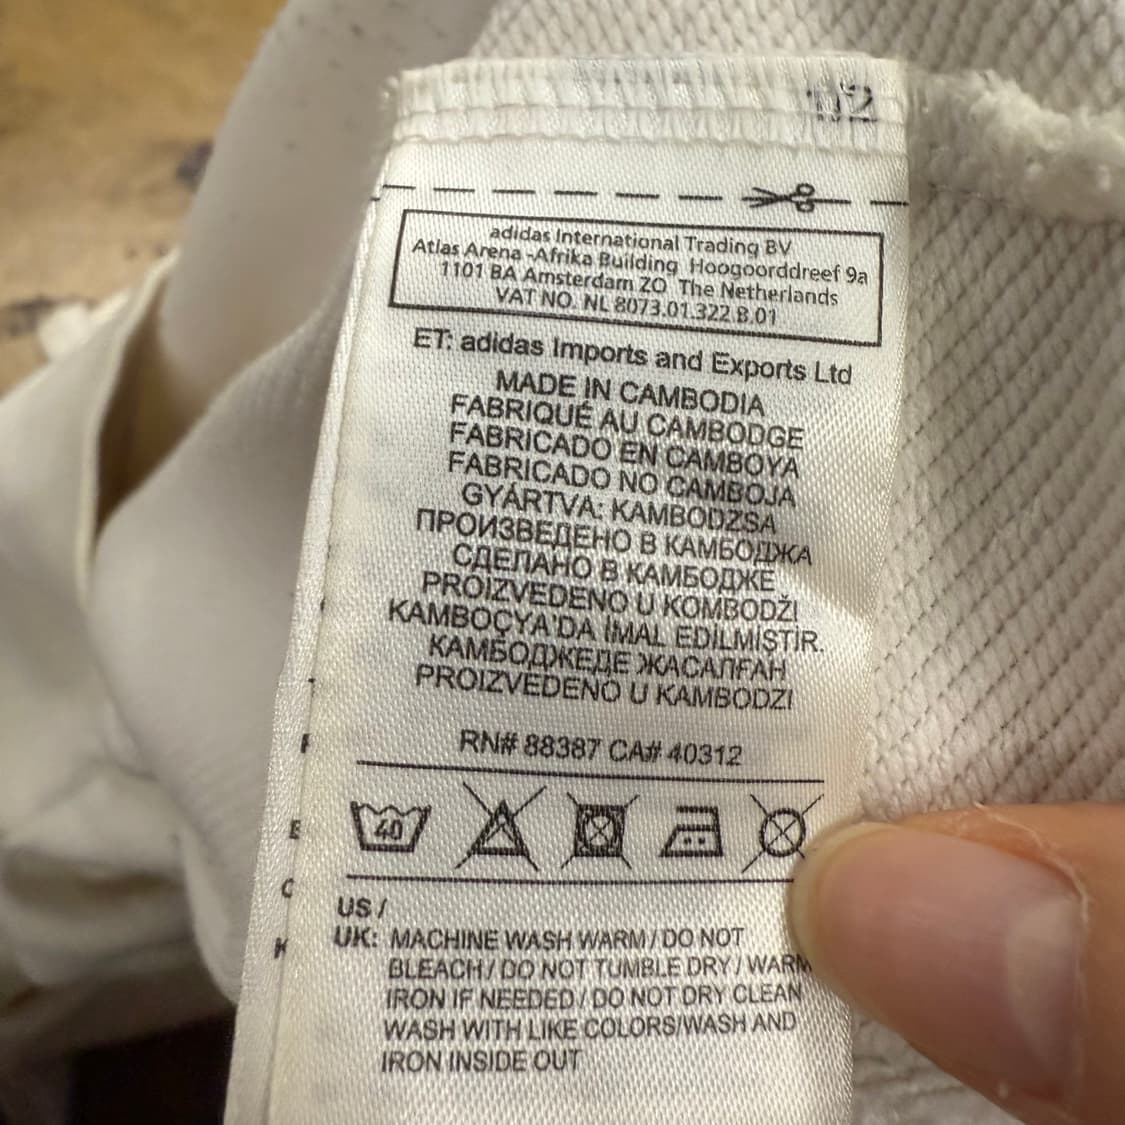 02
adidas International Trading BV
Atlas Arena -Afrika Building Hoogoorddreef 9a
1101 BA Amsterdam ZO The Netherlands
VAT NO. NL 8073.01.322 B.01
ET: adidas Imports and Exports Ltd
MADE IN CAMBODIA
FABRIQUÉ AU CAMBODGE
FABRICADO EN CAMBOYA
FABRICADO NO CAMBOJA
GYÁRTVA: KAMBODZSA
ПРОИЗВЕДЕНО В КАМБОДЖА
СДЕЛАНО В КАМБОДЖЕ
PROIZVEDENO U KOMBODŽI
KAMBOÇYA'DA İMAL EDİLMİŞTİR.
КАМБОДЖЕДЕ ЖАСАЛҒАН
PROIZVEDENO U KAMBODZI
RN# 88387 CA# 40312
40
US /
UK: MACHINE WASH WARM / DO NOT
BLEACH / DO NOT TUMBLE DRY / WARM
IRON IF NEEDED / DO NOT DRY CLEAN
WASH WITH LIKE COLORS/WASH AND
IRON INSIDE OUT